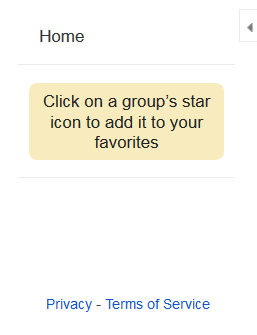 Home
Click on a group’s star
icon to add it to your
favorites
Privacy - Terms of Service